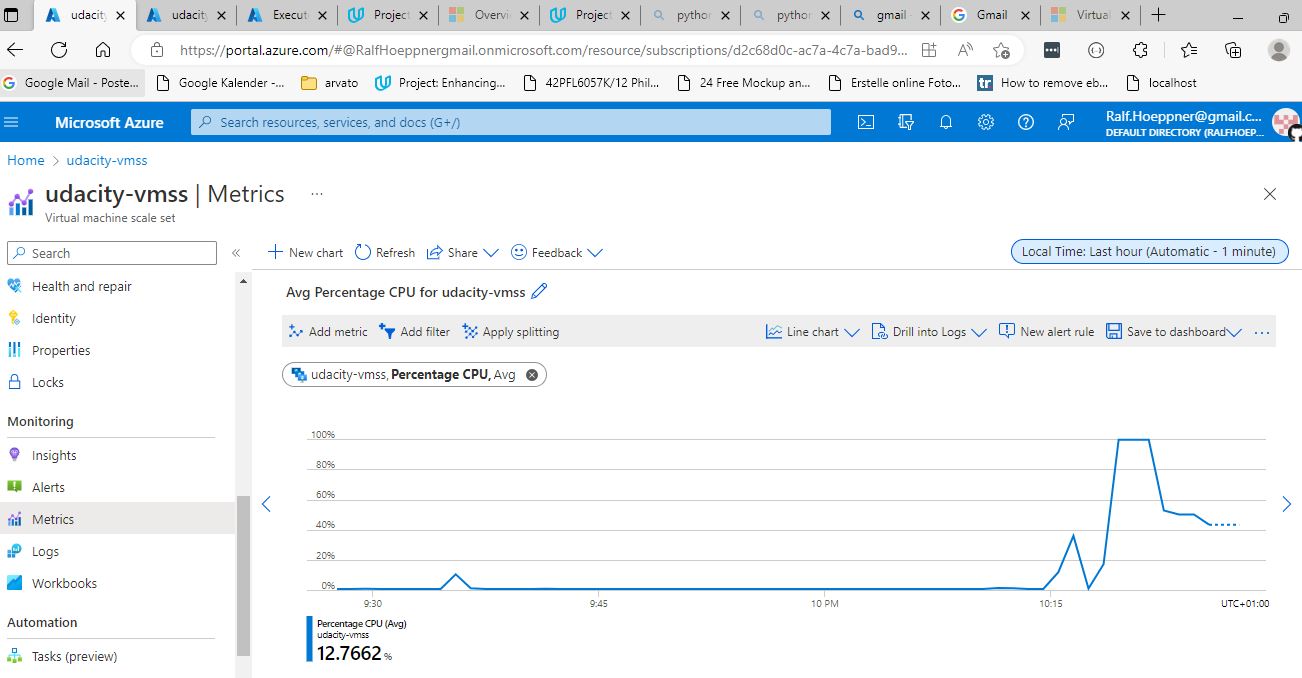 udacity
udacity
Execute
Project
Overvi
Project
python
python
gmail
Gmail
Virtual
https://portal.azure.com/#@RalfHoeppnergmail.onmicrosoft.com/resource/subscriptions/d2c68d0c-ac7a-4c7a-bad9...
Google Mail - Poste...
Google Kalender -...
arvato
Project: Enhancing...
42PFL6057K/12 Phil...
24 Free Mockup an...
Erstelle online Foto...
How to remove eb...
localhost
Microsoft Azure
Search resources, services, and docs (G+/)
Ralf.Hoeppner@gmail.c...
DEFAULT DIRECTORY (RALFHOEP...
Home > udacity-vmss
udacity-vmss | Metrics ...
Virtual machine scale set
Search
«
New chart
Refresh
Share
Feedback
Local Time: Last hour (Automatic - 1 minute)
Health and repair
Identity
Properties
Locks
Monitoring
Insights
Alerts
Metrics
Logs
Workbooks
Automation
Tasks (preview)
Avg Percentage CPU for udacity-vmss
Add metric
Add filter
Apply splitting
Line chart
Drill into Logs
New alert rule
Save to dashboard
...
udacity-vmss, Percentage CPU, Avg
100%
80%
60%
40%
20%
0%
9:30
9:45
10 PM
10:15
UTC+01:00
Percentage CPU (Avg)
udacity-vmss
12.7662 %